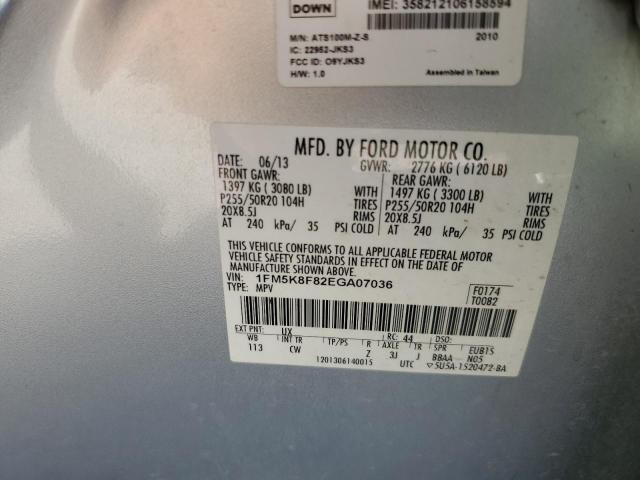 DOWN
IMEI: 358212106158594
M/N: ATS100M-Z-S 2010
IC: 22952-JKS3
FCC ID: O9YJKS3
H/W: 1.0 Assembled in Taiwan
MFD. BY FORD MOTOR CO.
DATE: 06/13 GVWR: 2776 KG ( 6120 LB)
FRONT GAWR: REAR GAWR:
1397 KG ( 3080 LB) WITH 1497 KG ( 3300 LB) WITH
P255/50R20 104H TIRES P255/50R20 104H TIRES
20X8.5J RIMS 20X8.5J RIMS
AT 240 kPa/ 35 PSI COLD AT 240 kPa/ 35 PSI COLD
THIS VEHICLE CONFORMS TO ALL APPLICABLE FEDERAL MOTOR
VEHICLE SAFETY STANDARDS IN EFFECT ON THE DATE OF
MANUFACTURE SHOWN ABOVE.
VIN: 1FM5K8F82EGA07036 F0174
TYPE: MPV T0082
EXT PNT: UX RC: 44 DSO:
WB INT TR TP/PS R AXLE TR SPR EUB15
113 CW Z 3J J BBAA N05
1201306140015 UTC 5U5A-1520472-BA